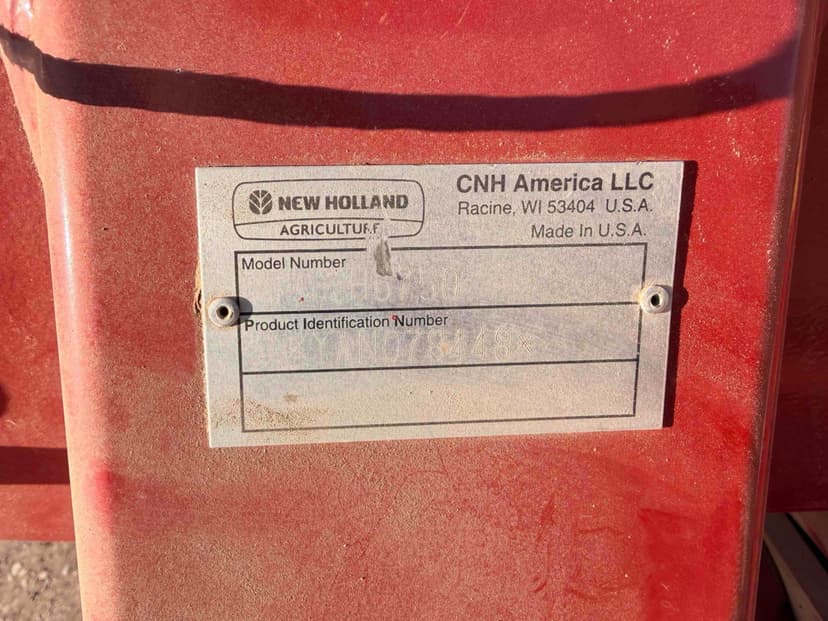 NEW HOLLAND
AGRICULTURE
CNH America LLC
Racine, WI 53404 U.S.A.
Made In U.S.A.
Model Number
Product Identification Number